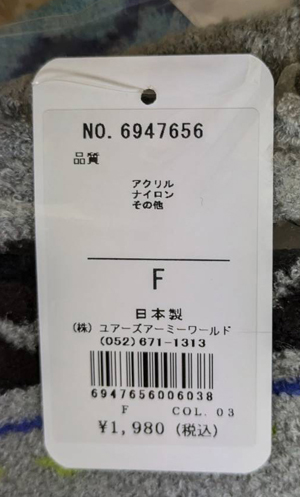 NO. 6947656
品質
アクリル
ナイロン
その他
F
日本製
(株) ユアーズアーミーワールド
(052) 671-1313
6947656006038
F COL. 03
¥1,980 (税込)